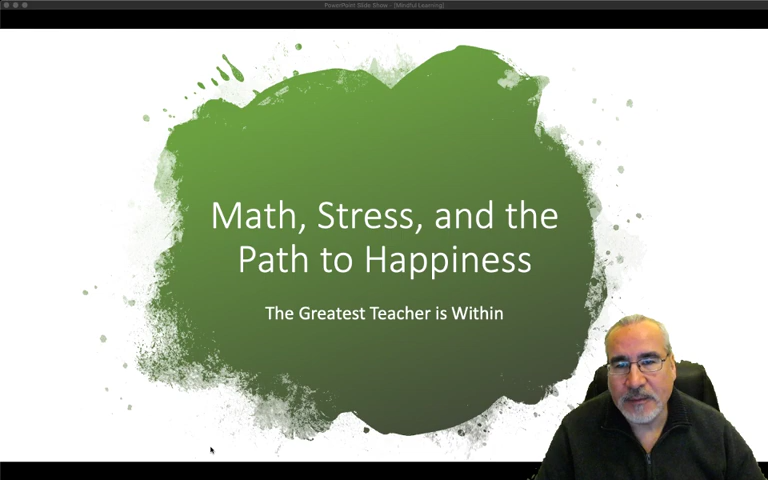 PowerPoint Slide Show - [Mindful Learning]
Math, Stress, and the
Path to Happiness
The Greatest Teacher is Within